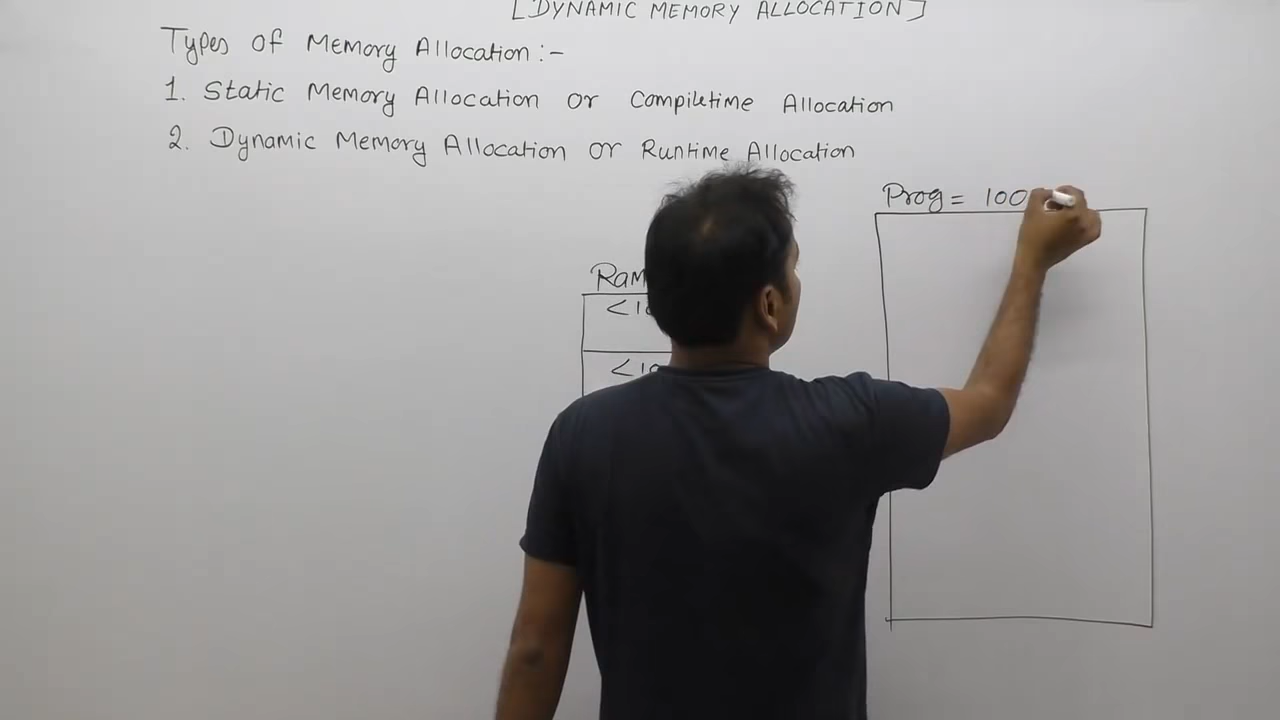 [DYNAMIC MEMORY ALLOCATION]
Types of Memory Allocation:-
1. Static Memory Allocation or Compiletime Allocation
2. Dynamic Memory Allocation or Runtime Allocation
Prog = 100
Ram